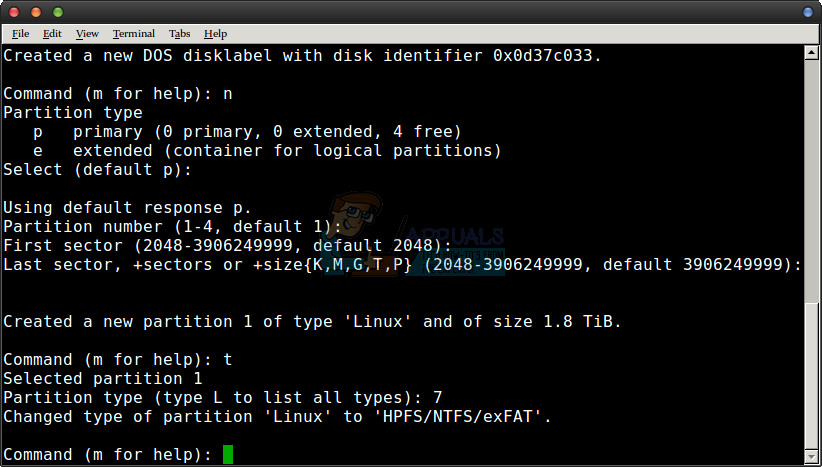 File Edit View Terminal Tabs Help
Created a new DOS disklabel with disk identifier 0x0d37c033.
Command (m for help): n
Partition type
p primary (0 primary, 0 extended, 4 free)
e extended (container for logical partitions)
Select (default p):
Using default response p.
Partition number (1-4, default 1):
First sector (2048-3906249999, default 2048):
APPUALS
Last sector, +sectors or +size{K,M,G,T,P} (2048-3906249999, default 3906249999):
Created a new partition 1 of type 'Linux' and of size 1.8 TiB.
Command (m for help): t
Selected partition 1
Partition type (type L to list all types): 7
Changed type of partition 'Linux' to 'HPFS/NTFS/exFAT'.
Command (m for help):